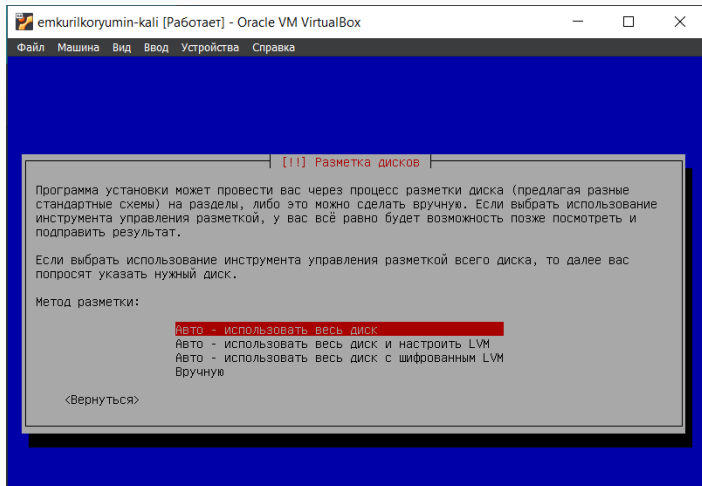 emkurilkoryumin-kali [Работает] - Oracle VM VirtualBox
Файл Машина Вид Ввод Устройства Справка
[!!] Разметка дисков
Программа установки может провести вас через процесс разметки диска (предлагая разные
стандартные схемы) на разделы, либо это можно сделать вручную. Если выбрать использование
инструмента управления разметкой, у вас всё равно будет возможность позже посмотреть и
подправить результат.
Если выбрать использование инструмента управления разметкой всего диска, то далее вас
попросят указать нужный диск.
Метод разметки:
Авто - использовать весь диск
Авто - использовать весь диск и настроить LVM
Авто - использовать весь диск с шифрованным LVM
Вручную
<Вернуться>